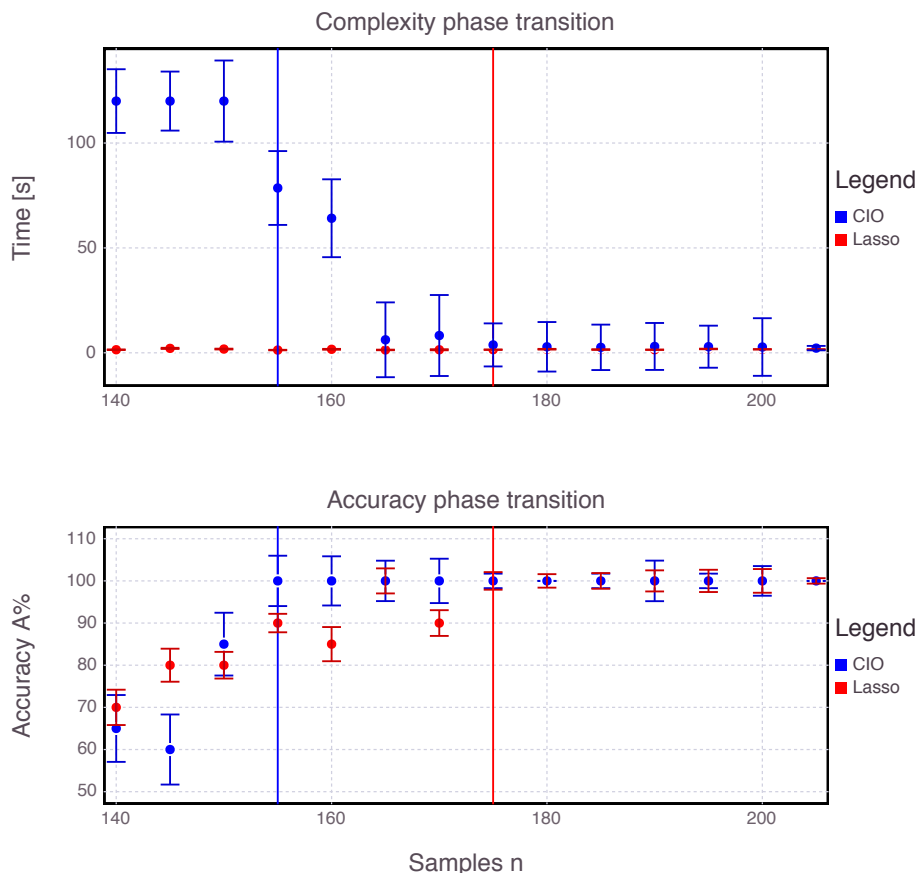 Complexity phase transition
Time [s]
100
50
0
140
160
180
200
Legend
CIO
Lasso
Accuracy phase transition
Accuracy A%
110
100
90
80
70
60
50
140
160
180
200
Samples n
Legend
CIO
Lasso